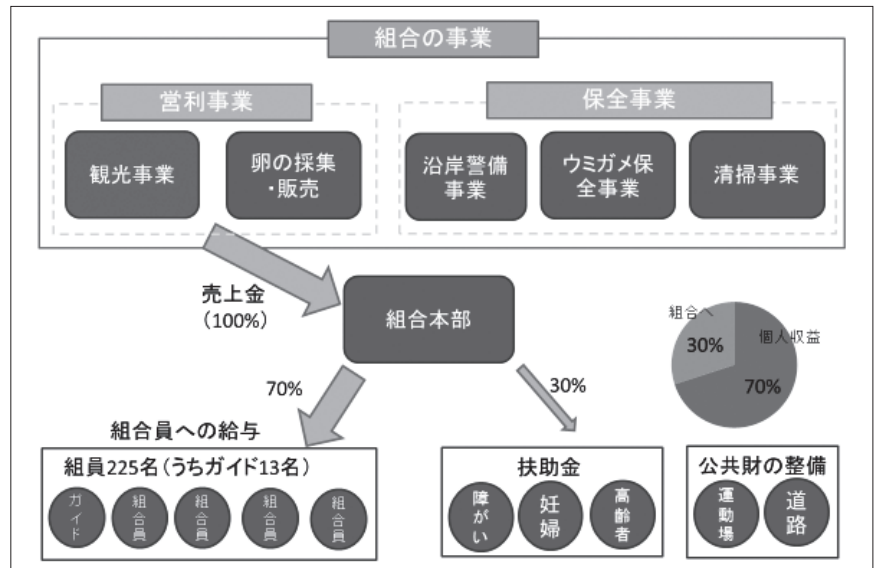 組合の事業
営利事業
保全事業
観光事業
卵の採集
・販売
沿岸警備
事業
ウミガメ保
全事業
清掃事業
売上金
（100%）
組合本部
組合へ
30%
個人収益
70%
70%
30%
組合員への給与
組員225名（うちガイド13名）
ガイド
組合員
組合員
組合員
組合員
扶助金
障がい
妊婦
高齢者
公共財の整備
運動場
道路